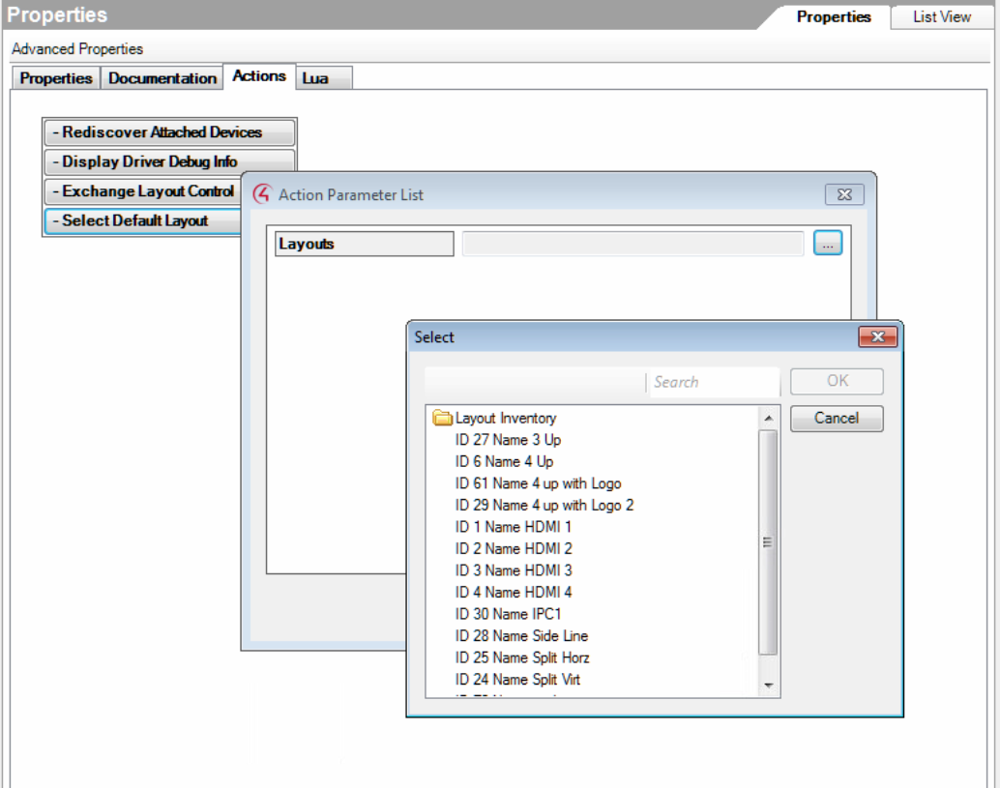 Properties
Properties
List View
Advanced Properties
Properties
Documentation
Actions
Lua
- Rediscover Attached Devices
- Display Driver Debug Info
- Exchange Layout Control
- Select Default Layout
Action Parameter List
Layouts
...
Select
Search
OK
Cancel
Layout Inventory
ID 27 Name 3 Up
ID 6 Name 4 Up
ID 61 Name 4 up with Logo
ID 29 Name 4 up with Logo 2
ID 1 Name HDMI 1
ID 2 Name HDMI 2
ID 3 Name HDMI 3
ID 4 Name HDMI 4
ID 30 Name IPC1
ID 28 Name Side Line
ID 25 Name Split Horz
ID 24 Name Split Virt